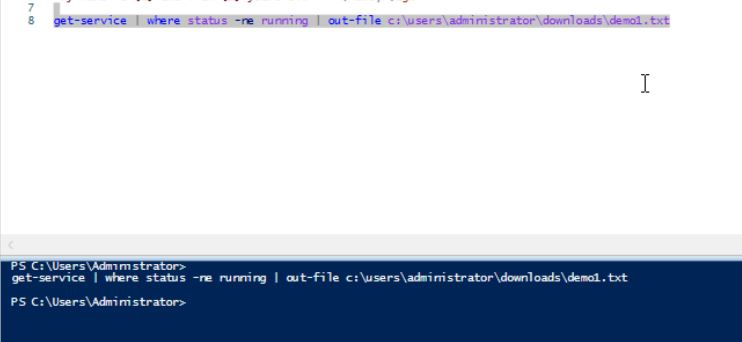 7
8 get-service | where status -ne running | out-file c:\users\administrator\downloads\demo1.txt
PS C:\Users\Administrator>
get-service | where status -ne running | out-file c:\users\administrator\downloads\demo1.txt
PS C:\Users\Administrator>